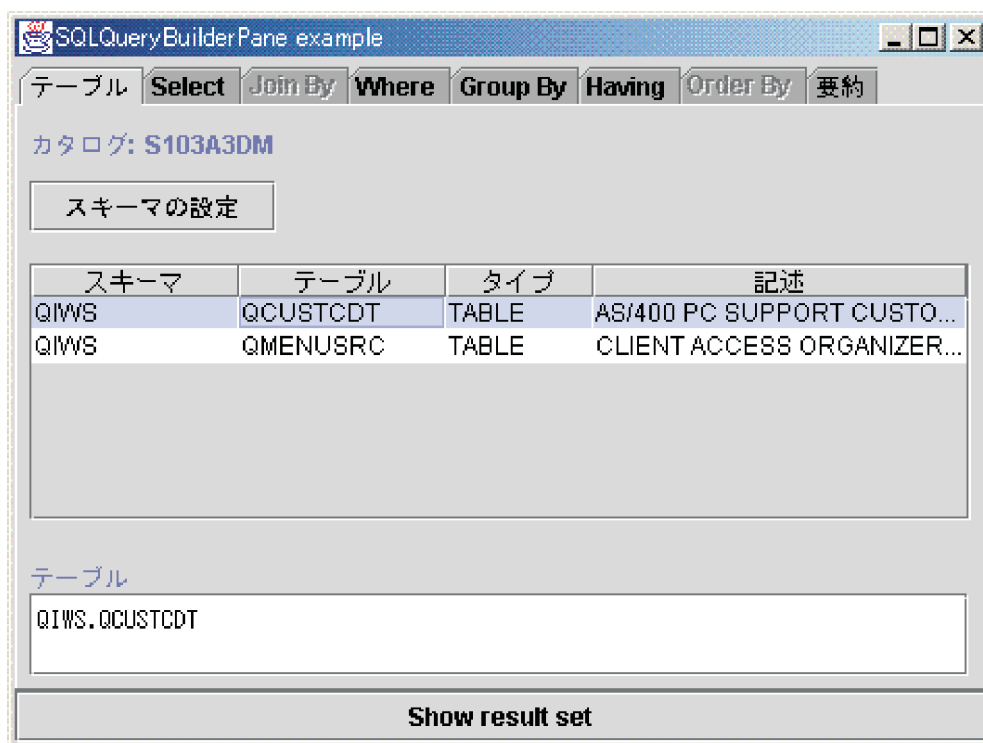 SQLQueryBuilderPane example
テーブル Select Join By Where Group By Having Order By 要約
カタログ: S103A3DM
スキーマの設定
スキーマ テーブル タイプ 記述
QIWS QCUSTCDT TABLE AS/400 PC SUPPORT CUSTO...
QIWS QMENUSRC TABLE CLIENT ACCESS ORGANIZER...
テーブル
QIWS.QCUSTCDT
Show result set